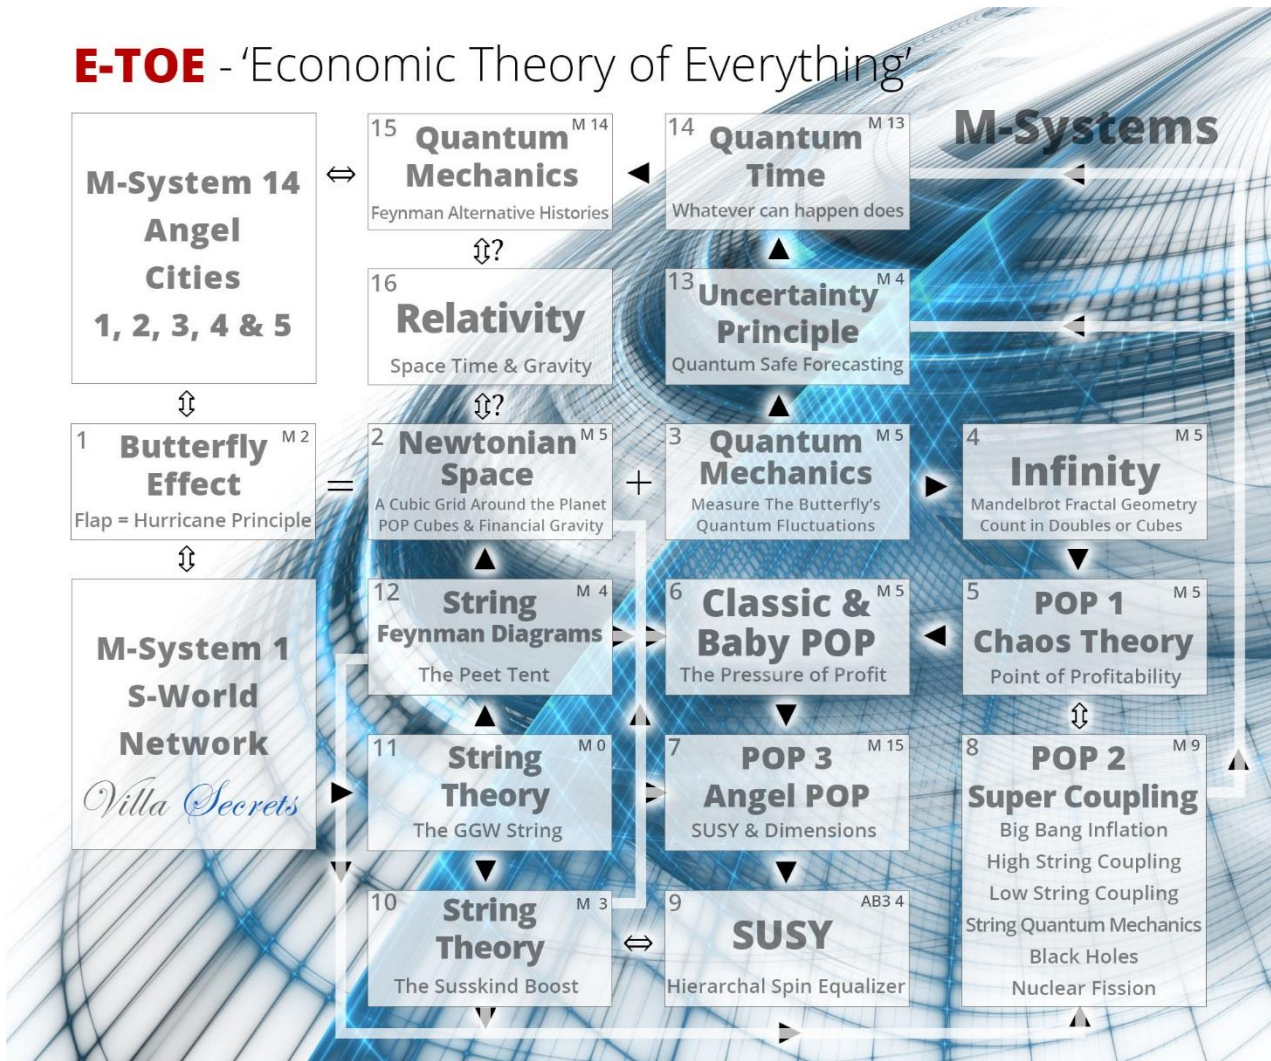 E-TOE - ‘Economic Theory of Everything’
M-Systems
M-System 14
Angel
Cities
1, 2, 3, 4 & 5
15
Quantum
M 14
Mechanics
Feynman Alternative Histories
14
Quantum
M 13
Time
Whatever can happen does
⇕?
16
Relativity
Space Time & Gravity
13
Uncertainty
M 4
Principle
Quantum Safe Forecasting
⇕?
1
Butterfly
M 2
Effect
Flap = Hurricane Principle
=
2
Newtonian
M 5
Space
A Cubic Grid Around the Planet
POP Cubes & Financial Gravity
+
3
Quantum
M 5
Mechanics
Measure The Butterfly's
Quantum Fluctuations
4
M 5
Infinity
Mandelbrot Fractal Geometry
Count in Doubles or Cubes
M-System 1
S-World
Network
Villa Secrets
12
String
M 4
Feynman Diagrams
The Peet Tent
6
Classic &
M 5
Baby POP
The Pressure of Profit
5
POP 1
M 5
Chaos Theory
Point of Profitability
11
String
M 0
Theory
The GGW String
7
POP 3
M 15
Angel POP
SUSY & Dimensions
8
POP 2
M 9
Super Coupling
Big Bang Inflation
High String Coupling
Low String Coupling
String Quantum Mechanics
Black Holes
Nuclear Fission
10
String
M 3
Theory
The Susskind Boost
9
AB3 4
SUSY
Hierarchal Spin Equalizer